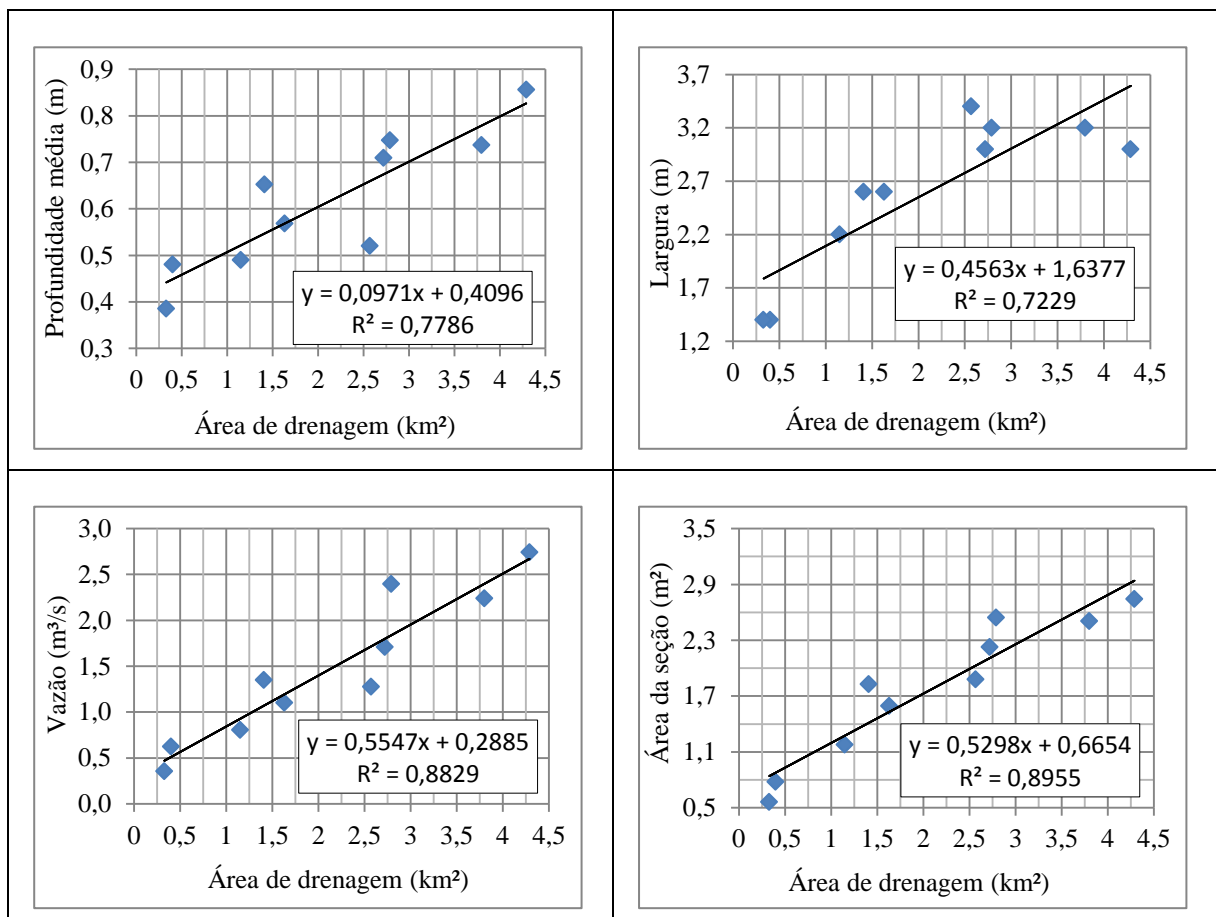 Profundidade média (m)
0,9
0,8
0,7
0,6
0,5
0,4
0,3
y = 0,0971x + 0,4096
R² = 0,7786
0 0,5 1 1,5 2 2,5 3 3,5 4 4,5
Área de drenagem (km²)
Largura (m)
3,7
3,2
2,7
2,2
1,7
1,2
y = 0,4563x + 1,6377
R² = 0,7229
0 0,5 1 1,5 2 2,5 3 3,5 4 4,5
Área de drenagem (km²)
Vazão (m³/s)
3,0
2,5
2,0
1,5
1,0
0,5
0,0
y = 0,5547x + 0,2885
R² = 0,8829
0 0,5 1 1,5 2 2,5 3 3,5 4 4,5
Área de drenagem (km²)
Área da seção (m²)
3,5
2,9
2,3
1,7
1,1
0,5
y = 0,5298x + 0,6654
R² = 0,8955
0 0,5 1 1,5 2 2,5 3 3,5 4 4,5
Área de drenagem (km²)